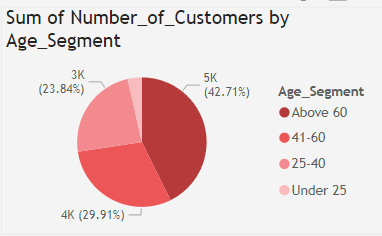 Sum of Number_of_Customers by
Age_Segment
3K
(23.84%)
5K
(42.71%)
4K (29.91%)
Age_Segment
Above 60
41-60
25-40
Under 25